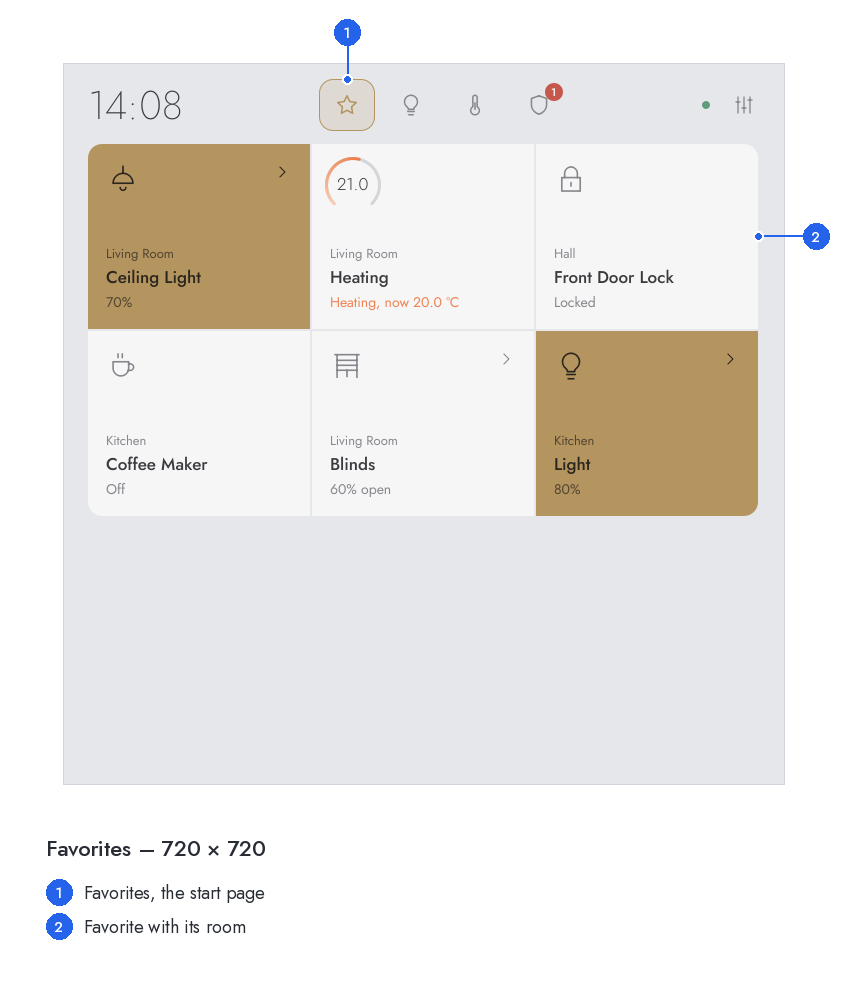 1
14:08
1
21.0
Living Room
Ceiling Light
70%
Living Room
Heating
Heating, now 20.0 °C
Hall
Front Door Lock
Locked
2
Kitchen
Coffee Maker
Off
Living Room
Blinds
60% open
Kitchen
Light
80%
Favorites – 720 × 720
1 Favorites, the start page
2 Favorite with its room